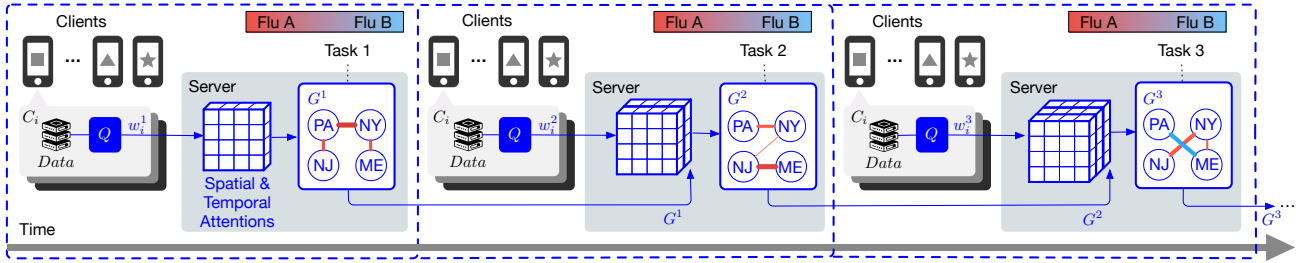 Clients
Flu A
Flu B
...
Task 1
Server
C_i
Q
w_i^1
Data
G^1
PA
NY
NJ
ME
Spatial &
Temporal
Attentions
G^1
Clients
Flu A
Flu B
...
Task 2
Server
C_i
Q
w_i^2
Data
G^2
PA
NY
NJ
ME
G^2
Clients
Flu A
Flu B
...
Task 3
Server
C_i
Q
w_i^3
Data
G^3
PA
NY
NJ
ME
G^3
...
Time